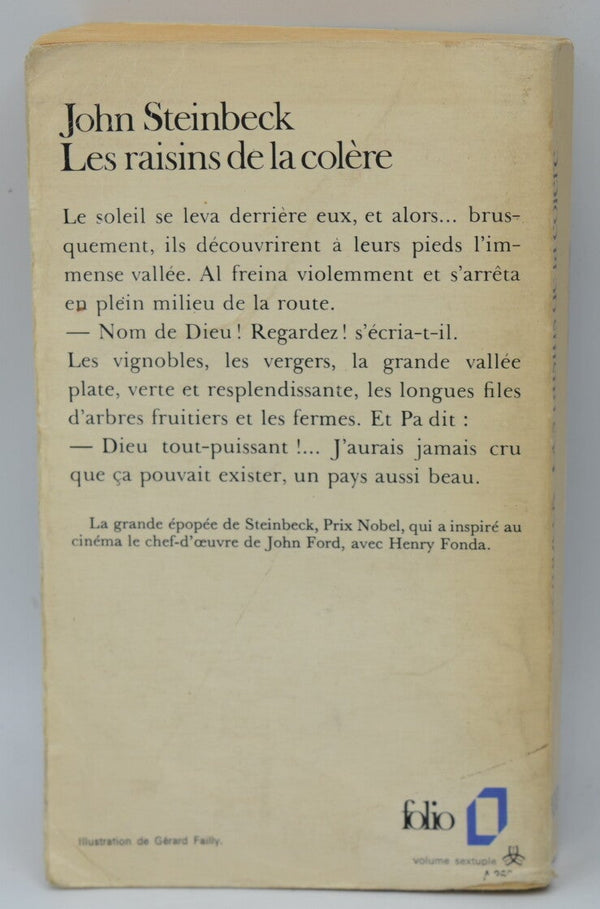 John Steinbeck
Les raisins de la colère
Le soleil se leva derrière eux, et alors... brus-
quement, ils découvrirent à leurs pieds l'im-
mense vallée. Al freina violemment et s'arrêta
en plein milieu de la route.
— Nom de Dieu ! Regardez ! s'écria-t-il.
Les vignobles, les vergers, la grande vallée
plate, verte et resplendissante, les longues files
d'arbres fruitiers et les fermes. Et Pa dit :
— Dieu tout-puissant !... J'aurais jamais cru
que ça pouvait exister, un pays aussi beau.
La grande épopée de Steinbeck, Prix Nobel, qui a inspiré au
cinéma le chef-d'œuvre de John Ford, avec Henry Fonda.
folio
Illustration de Gérard Failly.
volume sextuple